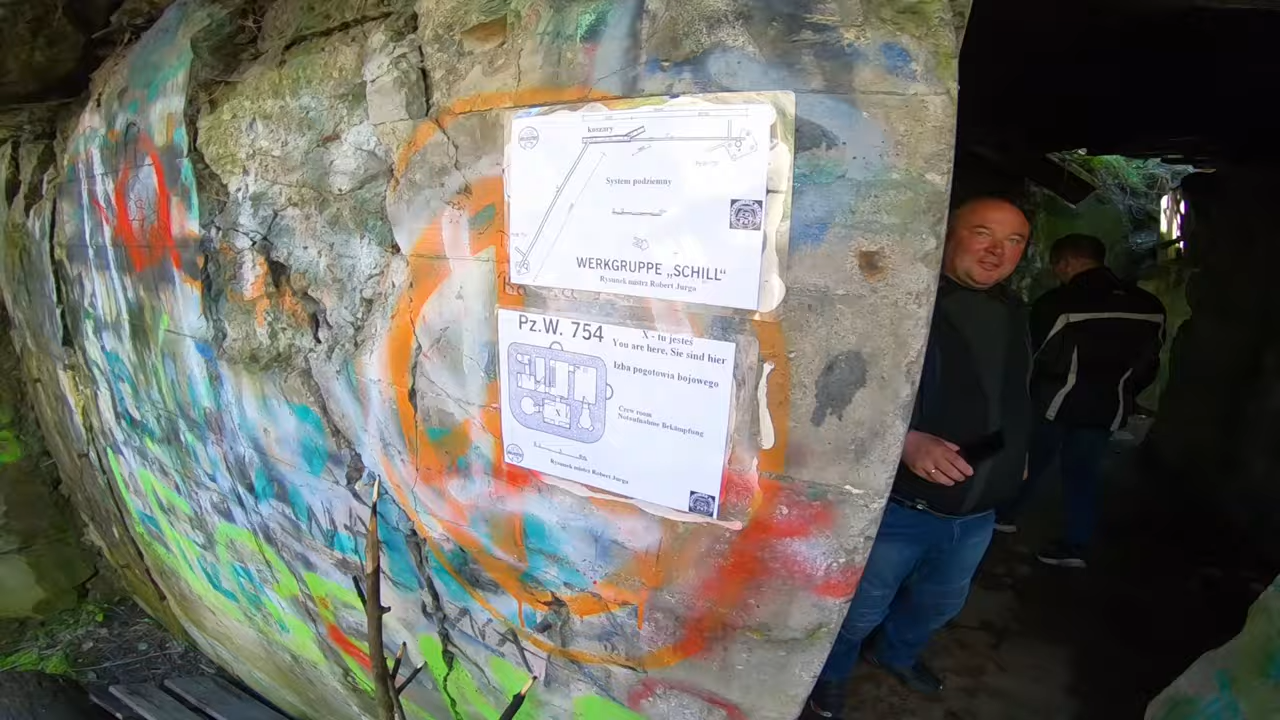 koszary
System podziemny
WERKGRUPPE „SCHILL"
Rysunek mistrz Robert Jurga
Pz.W. 754
X - tu jesteś
You are here, Sie sind hier
Izba pogotowia bojowego
X
Crew room
Notaufnahme Bekämpfung
Rysunek mistrz Robert Jurga